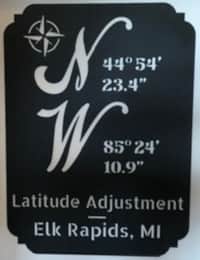 N 44° 54'
23.4"
W 85° 24'
10.9"
Latitude Adjustment
Elk Rapids, MI